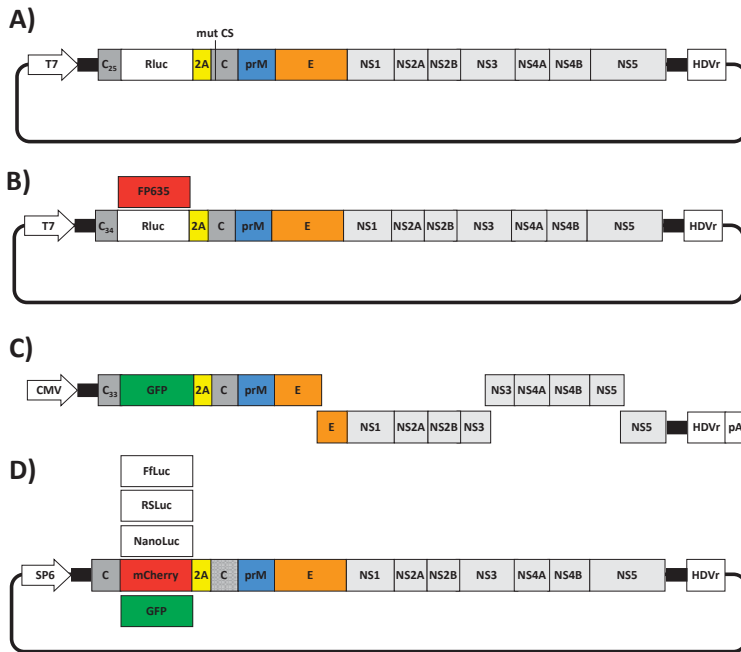 A)
mut CS
T7 C25 Rluc 2A C prM E NS1 NS2A NS2B NS3 NS4A NS4B NS5 HDVr
B)
FP635
T7 C34 Rluc 2A C prM E NS1 NS2A NS2B NS3 NS4A NS4B NS5 HDVr
C)
CMV C33 GFP 2A C prM E NS3 NS4A NS4B NS5
E NS1 NS2A NS2B NS3 NS5 HDVr pA
D)
FfLuc
RSLuc
NanoLuc
SP6 C mCherry 2A C prM E NS1 NS2A NS2B NS3 NS4A NS4B NS5 HDVr
GFP